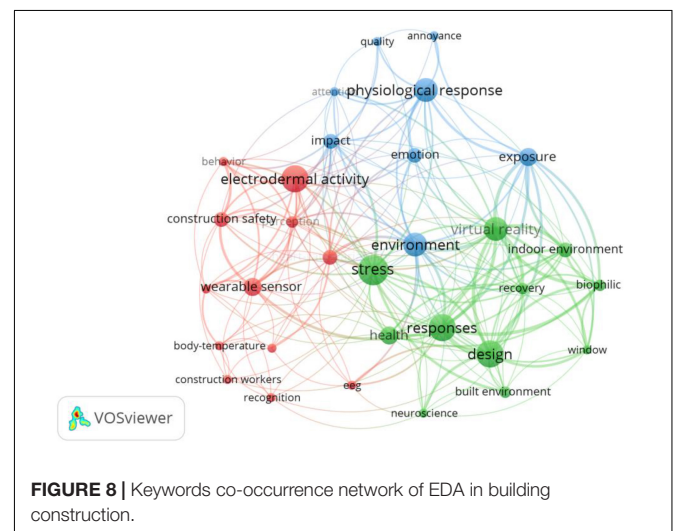 quality
annoyance
attention
physiological response
impact
emotion
exposure
behavior
electrodermal activity
construction safety
perception
virtual reality
environment
indoor environment
stress
wearable sensor
recovery
biophilic
health
responses
design
window
body-temperature
construction workers
recognition
eeg
built environment
neuroscience
VOSviewer
FIGURE 8 | Keywords co-occurrence network of EDA in building
construction.